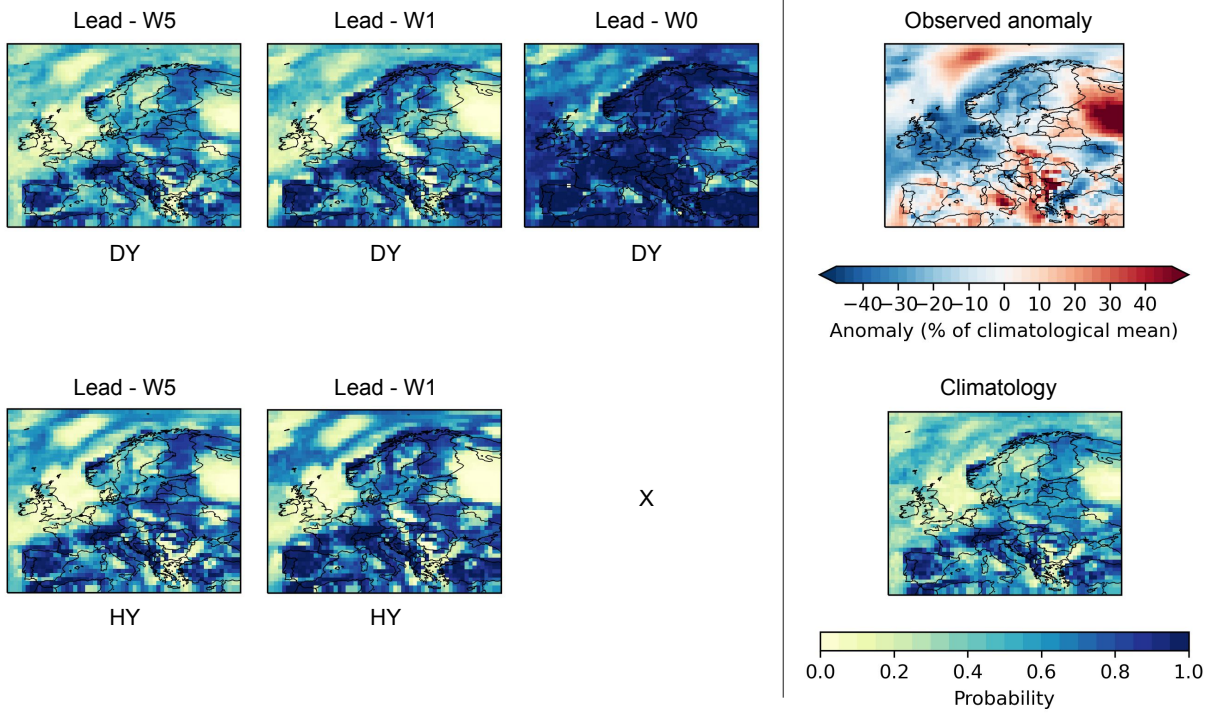 Lead - W5
Lead - W1
Lead - W0
Observed anomaly
DY
DY
DY
−40−30−20−10 0 10 20 30 40
Anomaly (% of climatological mean)
Lead - W5
Lead - W1
Climatology
X
HY
HY
0.0 0.2 0.4 0.6 0.8 1.0
Probability